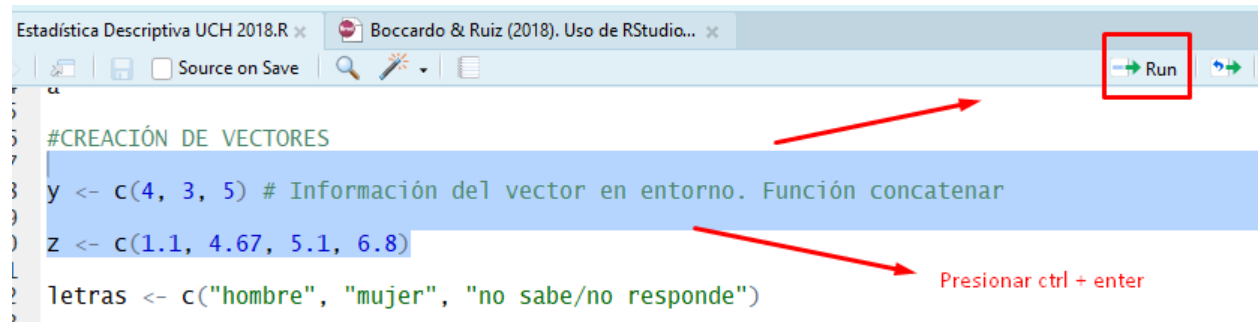 Estadística Descriptiva UCH 2018.R Boccardo & Ruiz (2018). Uso de RStudio...
Source on Save Run
a
#CREACIÓN DE VECTORES
y <- c(4, 3, 5) # Información del vector en entorno. Función concatenar
z <- c(1.1, 4.67, 5.1, 6.8)
Presionar ctrl + enter
letras <- c("hombre", "mujer", "no sabe/no responde")